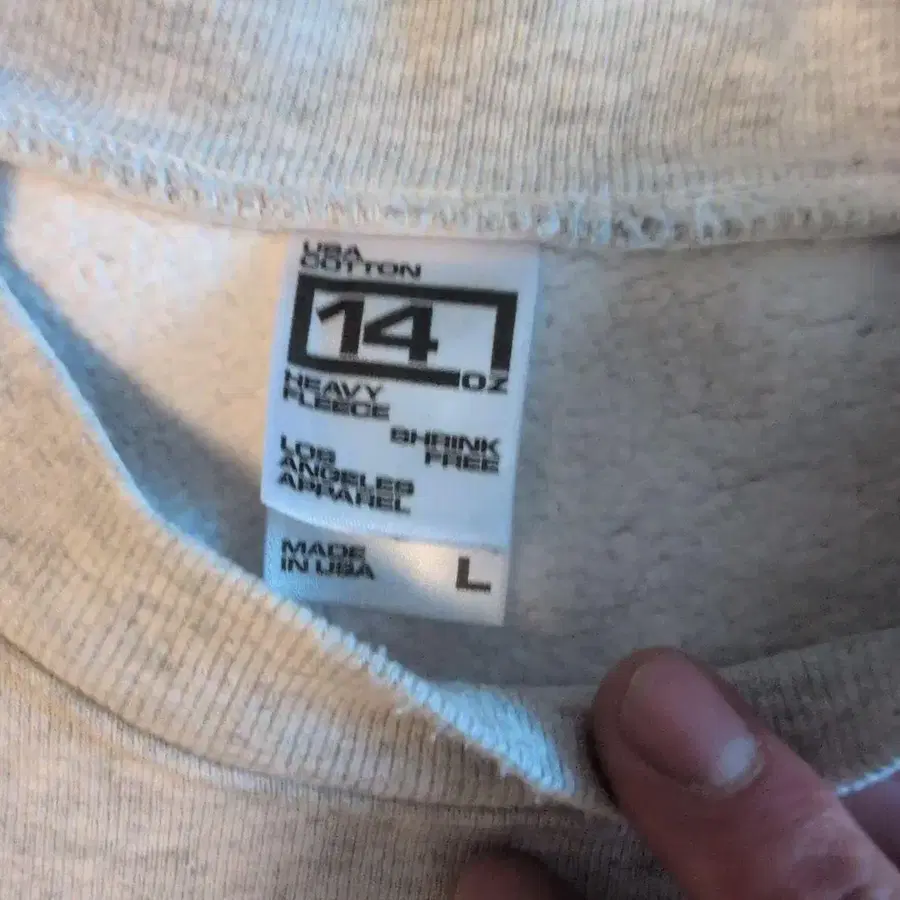 USA
COTTON
14
OZ
HEAVY
FLEECE
SHRINK
FREE
LOS
ANGELES
APPAREL
MADE
IN USA
L